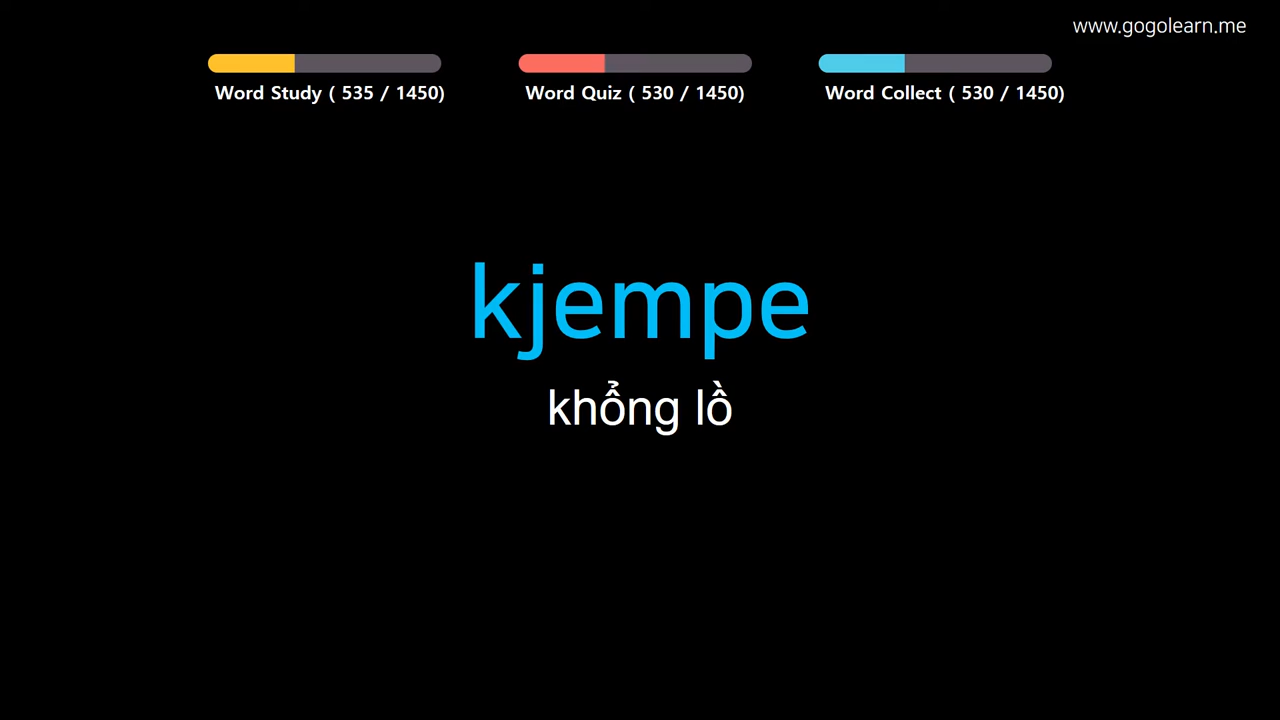 www.gogolearn.me
Word Study ( 535 / 1450)
Word Quiz ( 530 / 1450)
Word Collect ( 530 / 1450)
kjempe
khổng lồ